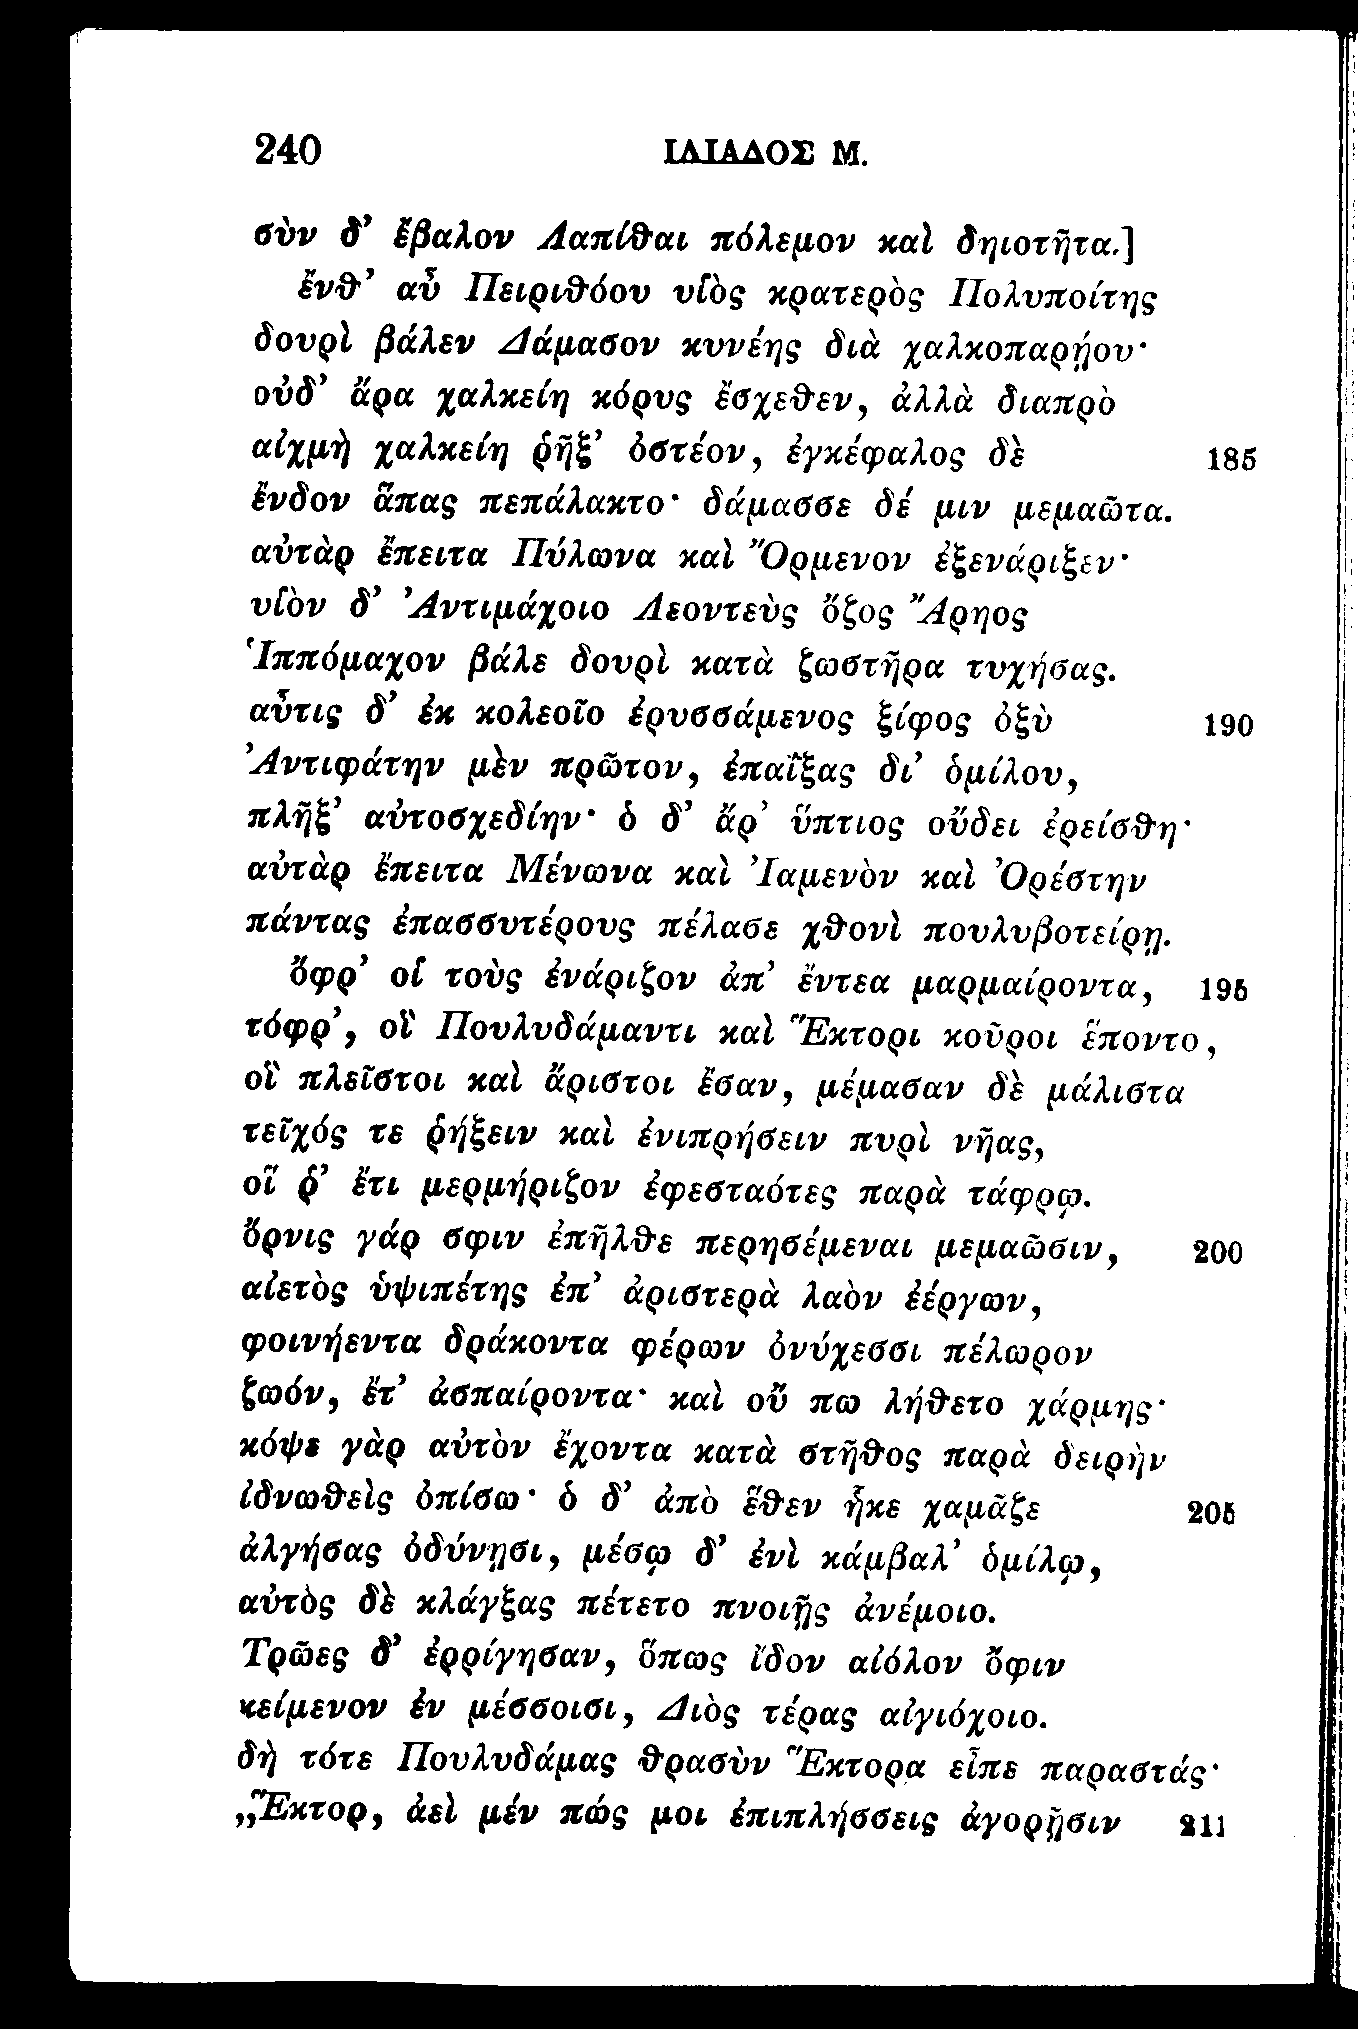 240 ΙΛΙΑΔΟΣ Μ.
σὺν δ’ ἔβαλον Λαπίθαι πόλεμον καὶ δηιοτῆτα.]
ἔνθ’ αὖ Πειριθόου υἱὸς κρατερὸς Πολυποίτης
δουρὶ βάλεν Δάμασον κυνέης διὰ χαλκοπαρῄου·
οὐδ’ ἄρα χαλκείη κόρυς ἔσχεθεν, ἀλλὰ διαπρὸ
αἰχμὴ χαλκείη ῥῆξ’ ὀστέον, ἐγκέφαλος δὲ 185
ἔνδον ἅπας πεπάλακτο· δάμασσε δέ μιν μεμαῶτα.
αὐτὰρ ἔπειτα Πύλωνα καὶ Ὄρμενον ἐξενάριξεν·
υἱὸν δ’ Ἀντιμάχοιο Λεοντεὺς ὄζος Ἄρηος
Ἱππόμαχον βάλε δουρὶ κατὰ ζωστῆρα τυχήσας.
αὖτις δ’ ἐκ κολεοῖο ἐρυσσάμενος ξίφος ὀξὺ 190
Ἀντιφάτην μὲν πρῶτον, ἐπαΐξας δι’ ὁμίλου,
πλῆξ’ αὐτοσχεδίην· ὁ δ’ ἄρ’ ὕπτιος οὔδει ἐρείσθη·
αὐτὰρ ἔπειτα Μένωνα καὶ Ἰαμενὸν καὶ Ὀρέστην
πάντας ἐπασσυτέρους πέλασε χθονὶ πουλυβοτείρῃ.
ὄφρ’ οἱ τοὺς ἐνάριζον ἀπ’ ἔντεα μαρμαίροντα, 195
τόφρ’, οἳ Πουλυδάμαντι καὶ Ἕκτορι κοῦροι ἕποντο,
οἳ πλεῖστοι καὶ ἄριστοι ἔσαν, μέμασαν δὲ μάλιστα
τεῖχός τε ῥήξειν καὶ ἐνιπρήσειν πυρὶ νῆας,
οἵ ῥ’ ἔτι μερμήριζον ἐφεσταότες παρὰ τάφρῳ.
ὄρνις γάρ σφιν ἐπῆλθε περησέμεναι μεμαῶσιν, 200
αἰετὸς ὑψιπέτης ἐπ’ ἀριστερὰ λαὸν ἐέργων,
φοινήεντα δράκοντα φέρων ὀνύχεσσι πέλωρον
ζωόν, ἔτ’ ἀσπαίροντα· καὶ οὔ πω λήθετο χάρμης·
κόψε γὰρ αὐτὸν ἔχοντα κατὰ στῆθος παρὰ δειρὴν
ἰδνωθεὶς ὀπίσω· ὁ δ’ ἀπὸ ἕθεν ἧκε χαμᾶζε 205
ἀλγήσας ὀδύνῃσι, μέσῳ δ’ ἐνὶ κάμβαλ’ ὁμίλῳ,
αὐτὸς δὲ κλάγξας πέτετο πνοιῇς ἀνέμοιο.
Τρῶες δ’ ἐρρίγησαν, ὅπως ἴδον αἰόλον ὄφιν
κείμενον ἐν μέσσοισι, Διὸς τέρας αἰγιόχοιο.
δὴ τότε Πουλυδάμας θρασὺν Ἕκτορα εἶπε παραστάς·
„Ἕκτορ, ἀεὶ μέν πώς μοι ἐπιπλήσσεις ἀγορῇσιν 211